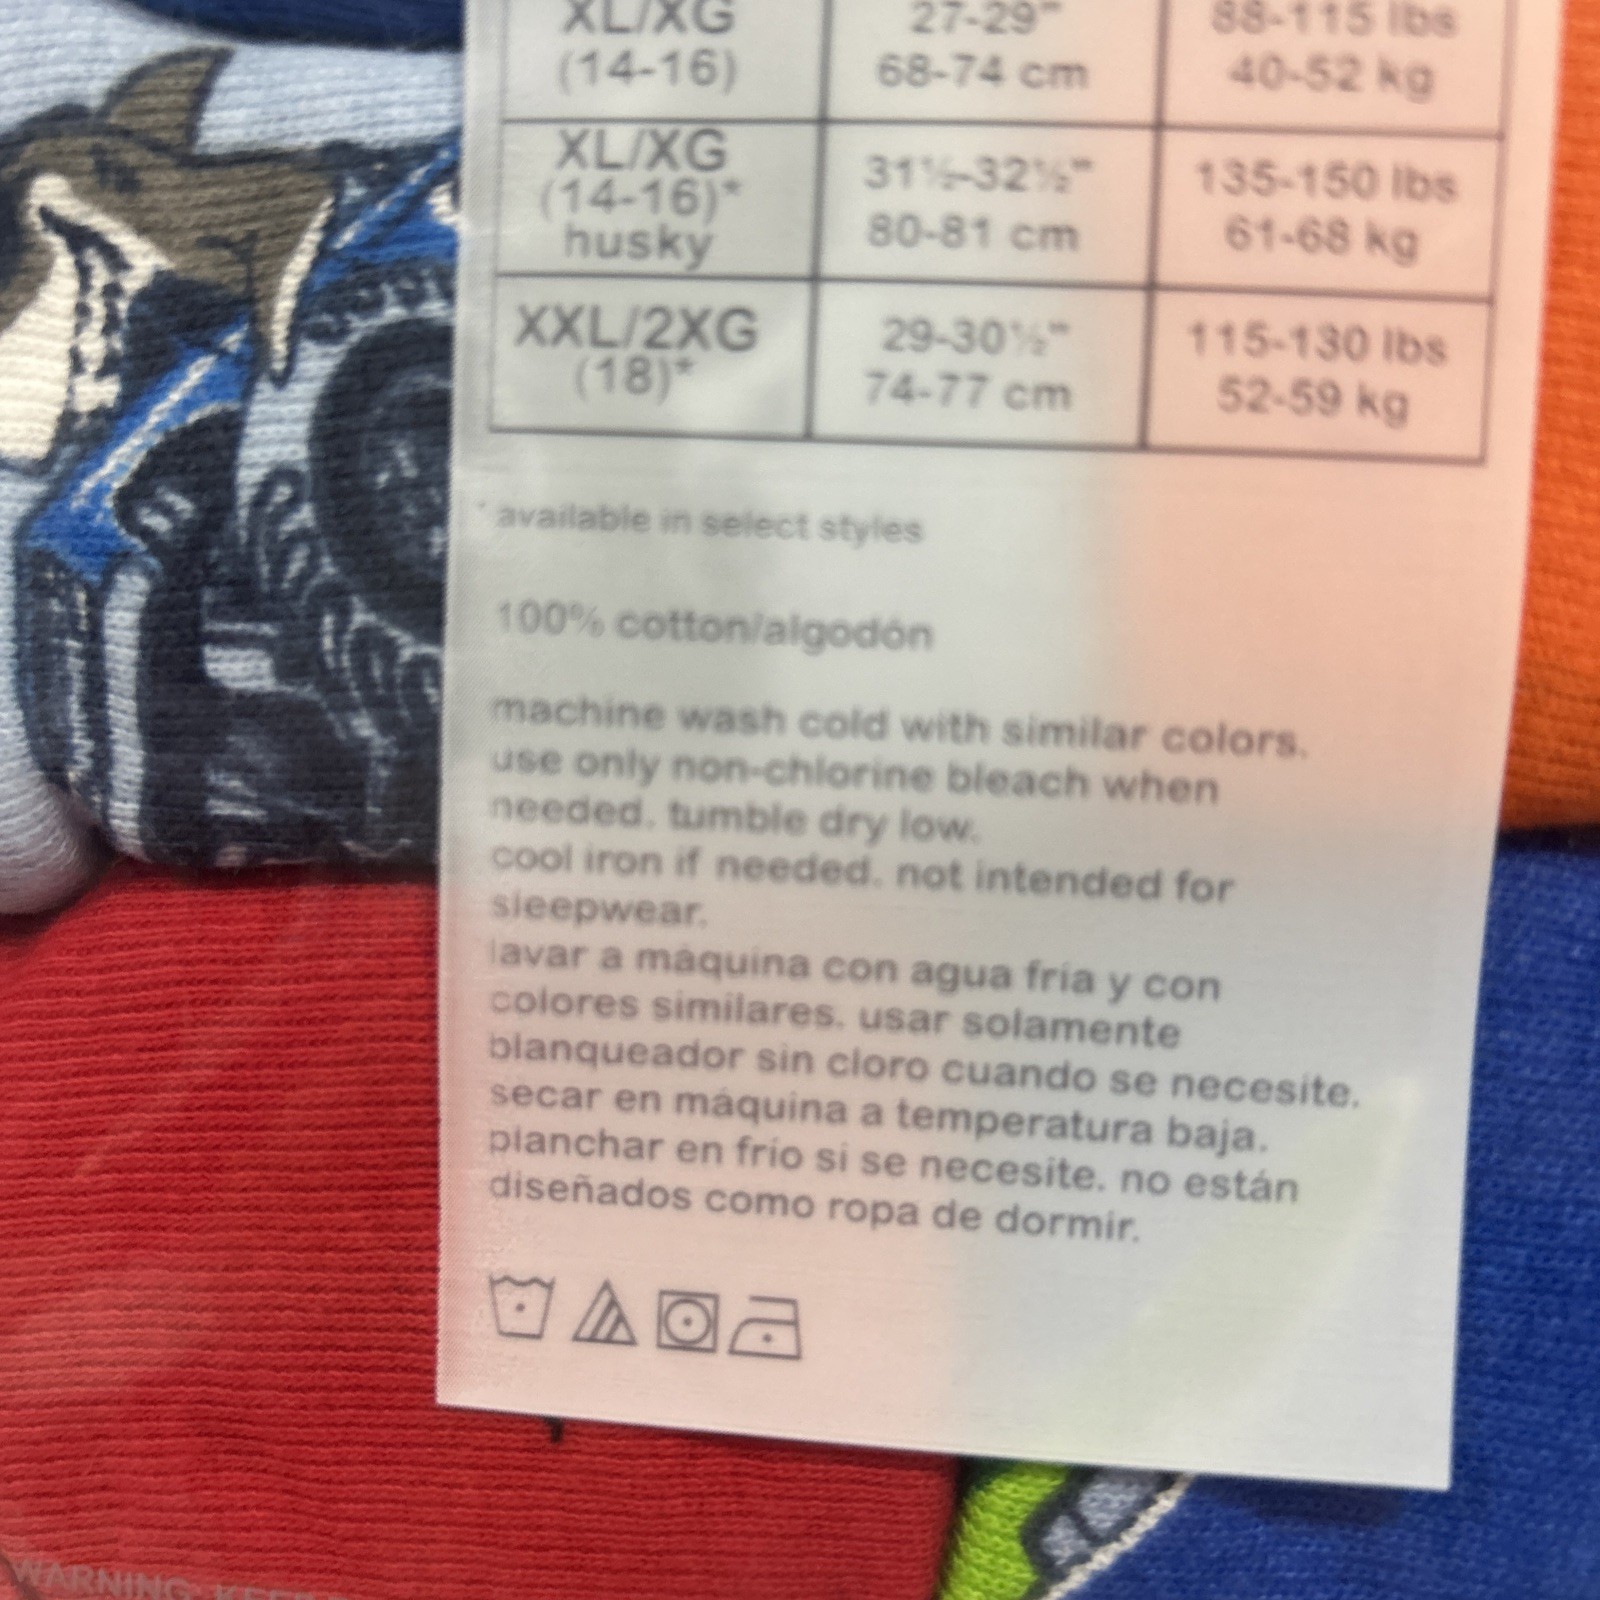 XL/XG 27-29" 88-115 lbs
(14-16) 68-74 cm 40-52 kg
XL/XG
(14-16)*
husky
31½-32½" 135-150 lbs
80-81 cm 61-68 kg
XXL/2XG 29-30½" 115-130 lbs
(18)* 74-77 cm 52-59 kg
* available in select styles
100% cotton/algodón
machine wash cold with similar colors.
use only non-chlorine bleach when
needed. tumble dry low.
cool iron if needed. not intended for
sleepwear.
lavar a máquina con agua fría y con
colores similares. usar solamente
blanqueador sin cloro cuando se necesite.
secar en máquina a temperatura baja.
planchar en frío si se necesite. no están
diseñados como ropa de dormir.
WARNING: KEEP